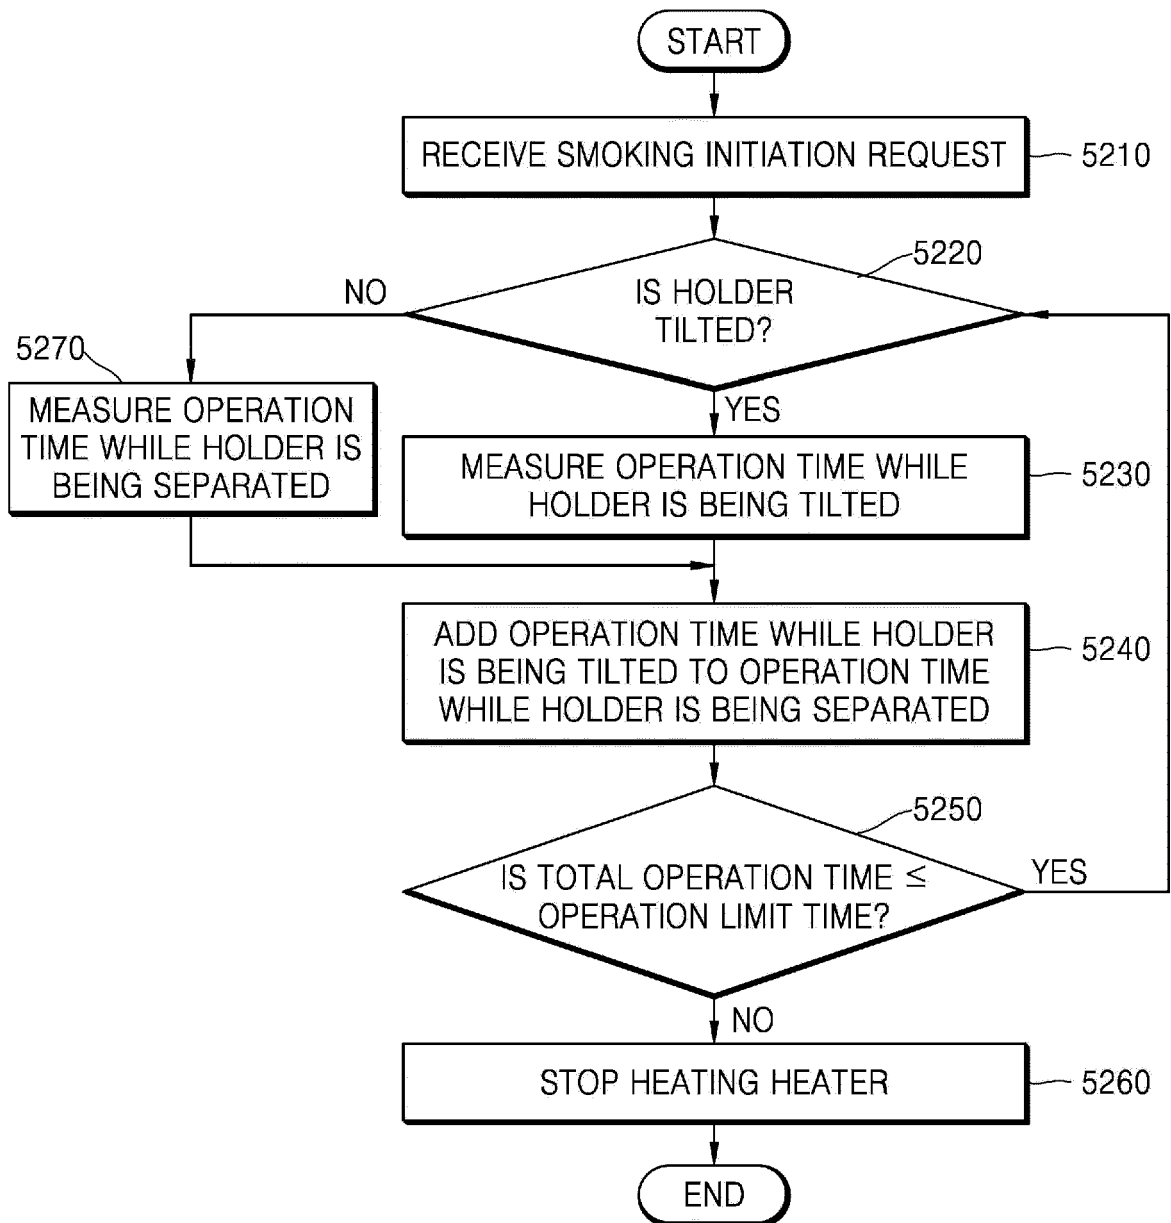 START
RECEIVE SMOKING INITIATION REQUEST
5210
5220
IS HOLDER
TILTED?
NO
YES
5270
MEASURE OPERATION
TIME WHILE HOLDER IS
BEING SEPARATED
MEASURE OPERATION TIME WHILE
HOLDER IS BEING TILTED
5230
ADD OPERATION TIME WHILE HOLDER
IS BEING TILTED TO OPERATION TIME
WHILE HOLDER IS BEING SEPARATED
5240
5250
IS TOTAL OPERATION TIME ≤
OPERATION LIMIT TIME?
YES
NO
STOP HEATING HEATER
5260
END